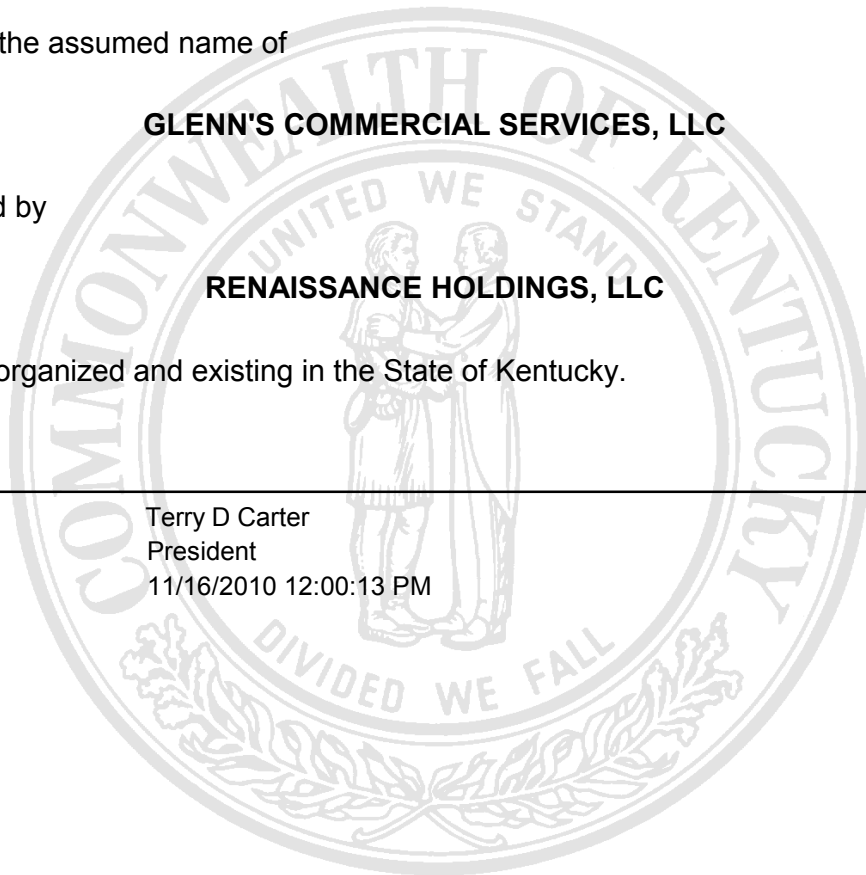 the assumed name of
GLENN'S COMMERCIAL SERVICES, LLC
d by
RENAISSANCE HOLDINGS, LLC
organized and existing in the State of Kentucky.
Terry D Carter
President
11/16/2010 12:00:13 PM
COMMONWEALTH OF KENTUCKY
UNITED WE STAND
DIVIDED WE FALL